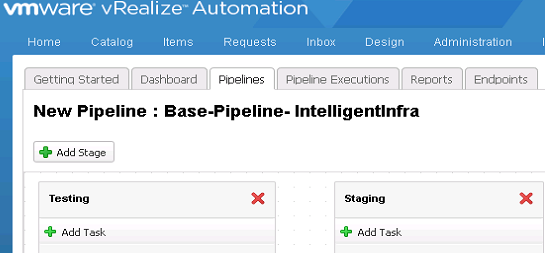 vmware vRealize™ Automation
Home Catalog Items Requests Inbox Design Administration
Getting Started Dashboard Pipelines Pipeline Executions Reports Endpoints
New Pipeline : Base-Pipeline- IntelligentInfra
Add Stage
Testing Staging
Add Task Add Task